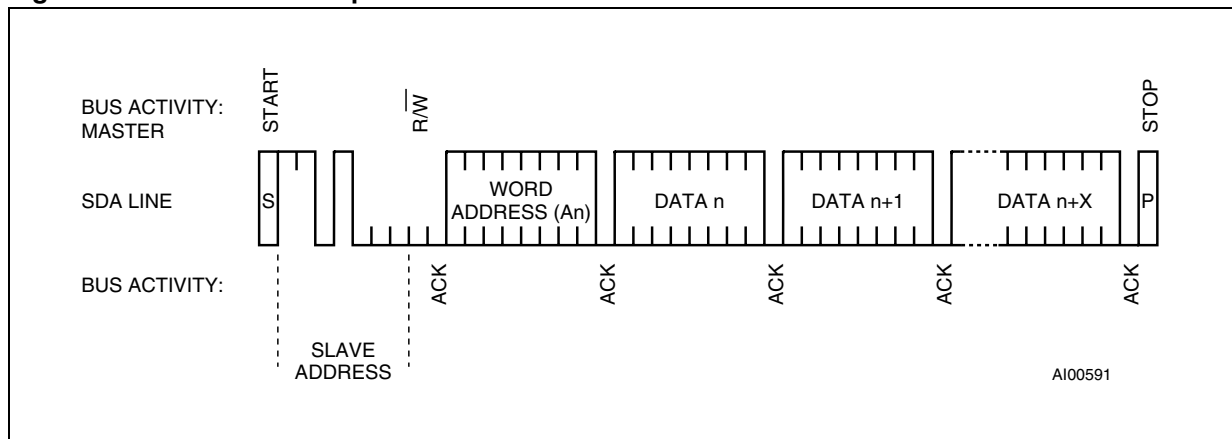 START
R/W
STOP
BUS ACTIVITY:
MASTER
SDA LINE
S
WORD
ADDRESS (An)
DATA n
DATA n+1
DATA n+X
P
BUS ACTIVITY:
ACK
ACK
ACK
ACK
ACK
SLAVE
ADDRESS
AI00591